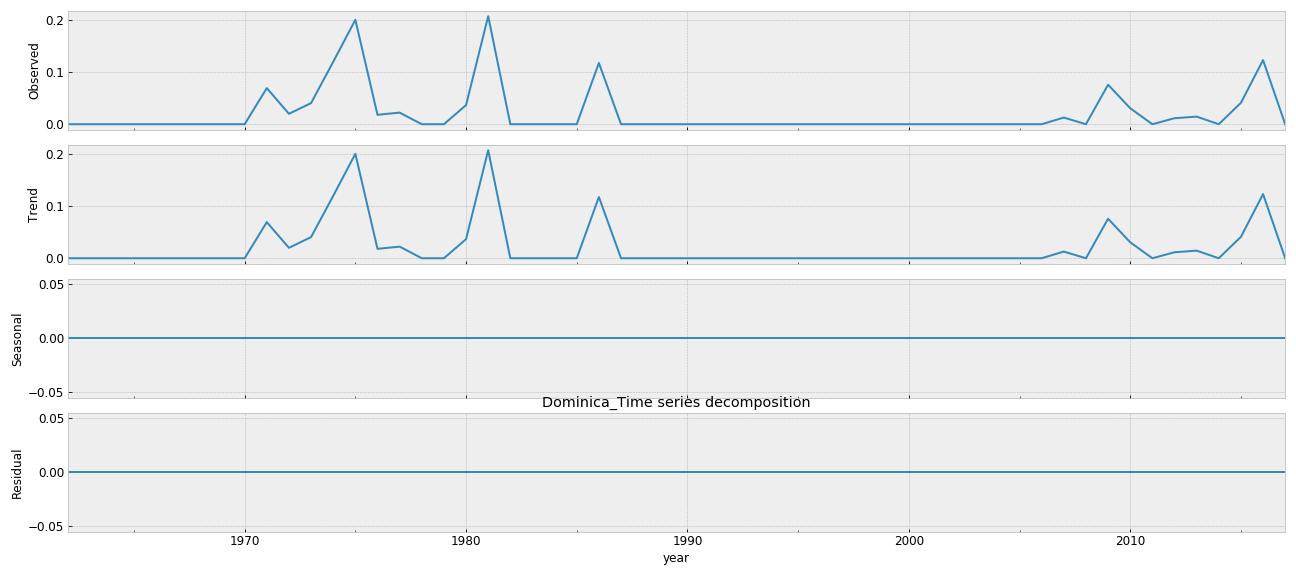 0.2
0.1
0.0
Observed
0.2
0.1
0.0
Trend
0.05
0.00
−0.05
Seasonal
Dominica_Time series decomposition
0.05
0.00
−0.05
Residual
1970 1980 1990 2000 2010
year